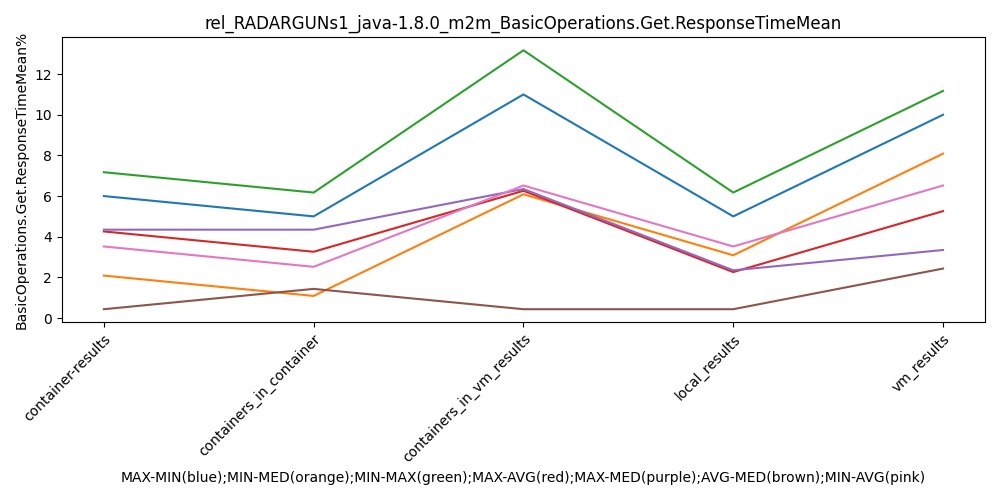 rel_RADARGUNs1_java-1.8.0_m2m_BasicOperations.Get.ResponseTimeMean
BasicOperations.Get.ResponseTimeMean%
12
10
8
6
4
2
0
container-results
containers_in_container
containers_in_vm_results
local_results
vm_results
MAX-MIN(blue);MIN-MED(orange);MIN-MAX(green);MAX-AVG(red);MAX-MED(purple);AVG-MED(brown);MIN-AVG(pink)